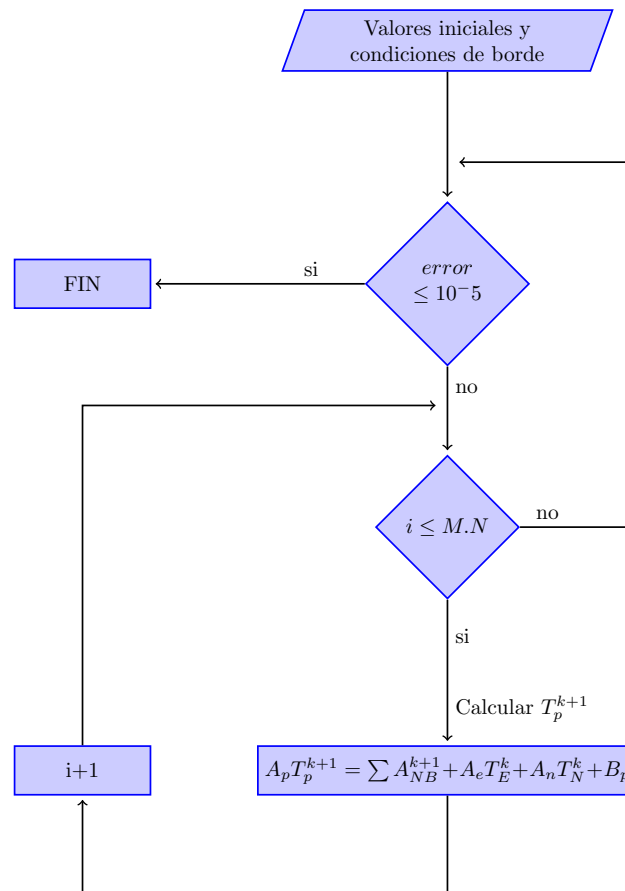 Valores iniciales y
condiciones de borde
error
≤ 10⁻5
si
FIN
no
i ≤ M.N
no
si
Calcular T_p^{k+1}
i+1
A_pT_p^{k+1} = ∑ A_{NB}^{k+1}+A_eT_E^k+A_nT_N^k+B_p